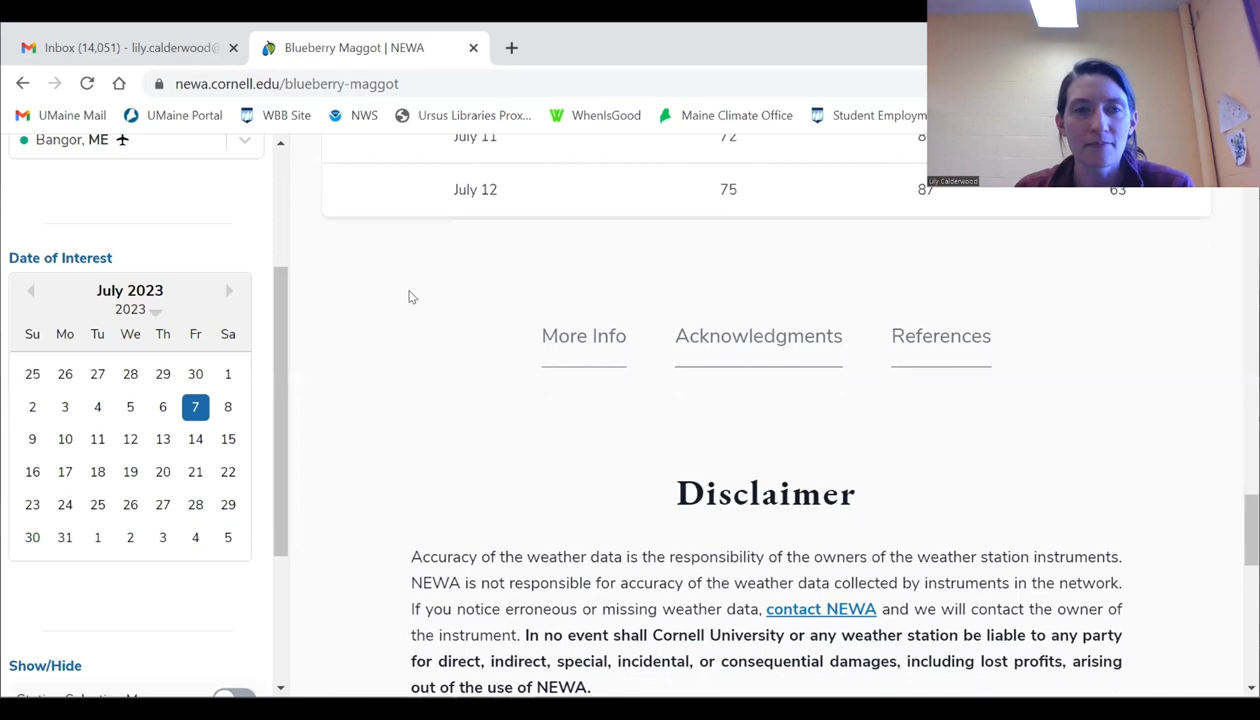 Inbox (14,051) - lily.calderwood@
Blueberry Maggot | NEWA
newa.cornell.edu/blueberry-maggot
UMaine Mail
UMaine Portal
WBB Site
NWS
Ursus Libraries Prox...
WhenIsGood
Maine Climate Office
Student Employm
Bangor, ME
July 11 72
July 12 75 87 63
Lily Calderwood
Date of Interest
July 2023
2023
Su Mo Tu We Th Fr Sa
25 26 27 28 29 30 1
2 3 4 5 6 7 8
9 10 11 12 13 14 15
16 17 18 19 20 21 22
23 24 25 26 27 28 29
30 31 1 2 3 4 5
Show/Hide
More Info
Acknowledgments
References
Disclaimer
Accuracy of the weather data is the responsibility of the owners of the weather station instruments.
NEWA is not responsible for accuracy of the weather data collected by instruments in the network.
If you notice erroneous or missing weather data, contact NEWA and we will contact the owner of
the instrument. In no event shall Cornell University or any weather station be liable to any party
for direct, indirect, special, incidental, or consequential damages, including lost profits, arising
out of the use of NEWA.